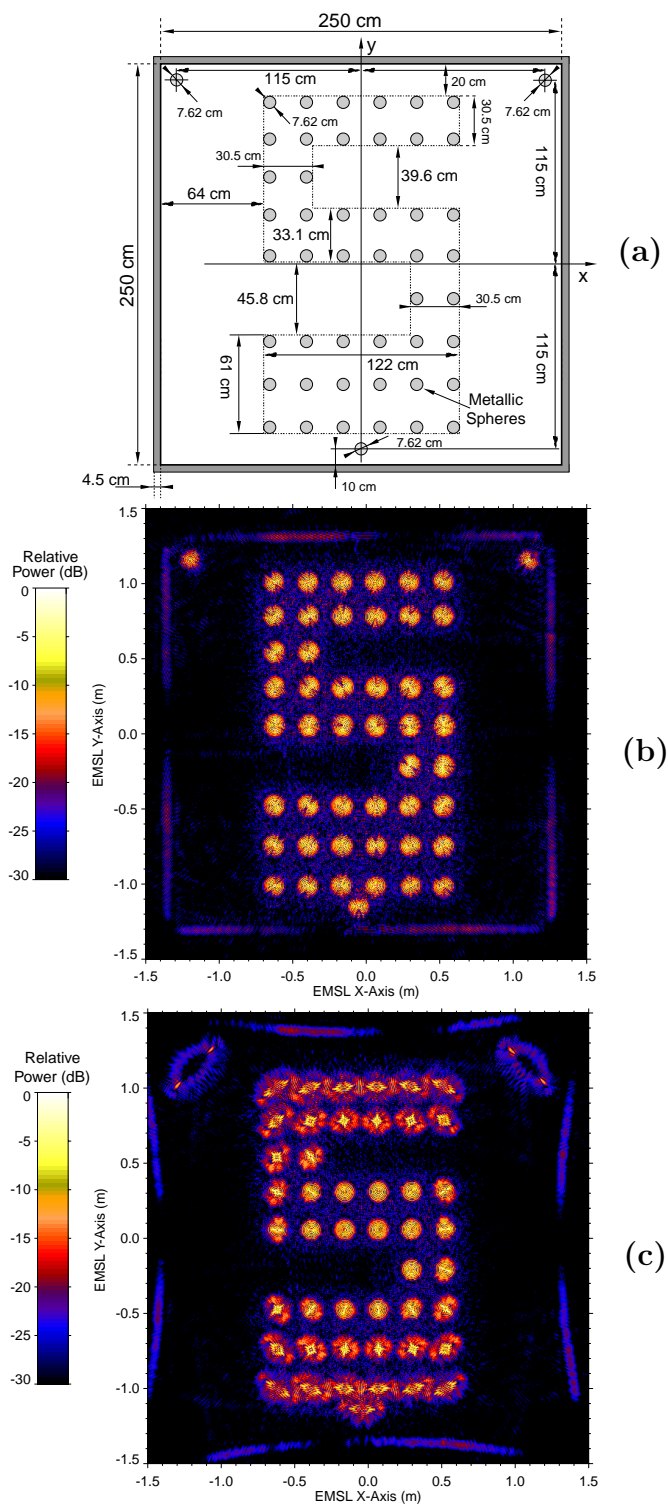 250 cm
y
115 cm
20 cm
7.62 cm
7.62 cm
7.62 cm
30.5 cm
30.5 cm
39.6 cm
115 cm
64 cm
33.1 cm
(a)
250 cm
x
45.8 cm
30.5 cm
61 cm
122 cm
115 cm
Metallic
Spheres
7.62 cm
4.5 cm
10 cm
Relative
Power (dB)
0
-5
-10
-15
-20
-25
-30
EMSL Y-Axis (m)
1.5
1.0
0.5
0.0
-0.5
-1.0
-1.5
-1.5 -1.0 -0.5 0.0 0.5 1.0 1.5
EMSL X-Axis (m)
(b)
Relative
Power (dB)
0
-5
-10
-15
-20
-25
-30
EMSL Y-Axis (m)
1.5
1.0
0.5
0.0
-0.5
-1.0
-1.5
-1.5 -1.0 -0.5 0.0 0.5 1.0 1.5
EMSL X-Axis (m)
(c)